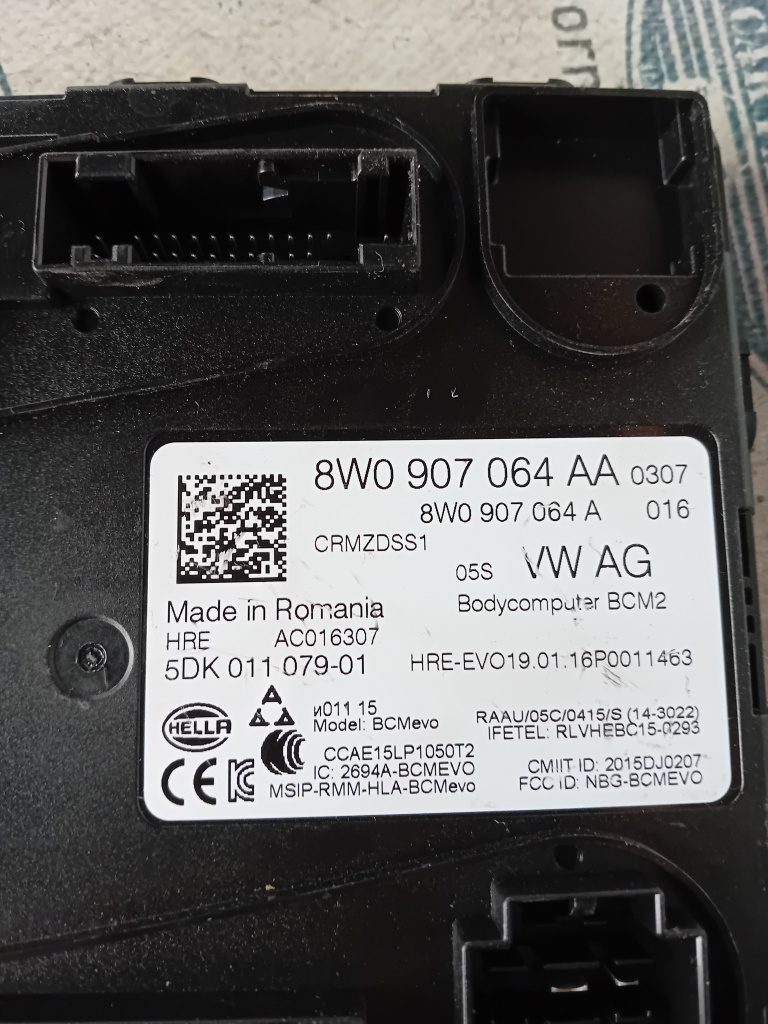 orm
8W0 907 064 AA 0307
8W0 907 064 A 016
CRMZDSS1
05S VW AG
Bodycomputer BCM2
Made in Romania
HRE AC016307
5DK 011 079-01 HRE-EVO19.01.16P0011463
HELLA
И011 15
Model: BCMevo
RAAU/05C/0415/S (14-3022)
IFETEL: RLVHEBC15-0293
CCAE15LP1050T2
IC: 2694A-BCMEVO
MSIP-RMM-HLA-BCMevo
CMIIT ID: 2015DJ0207
FCC ID: NBG-BCMEVO
CE